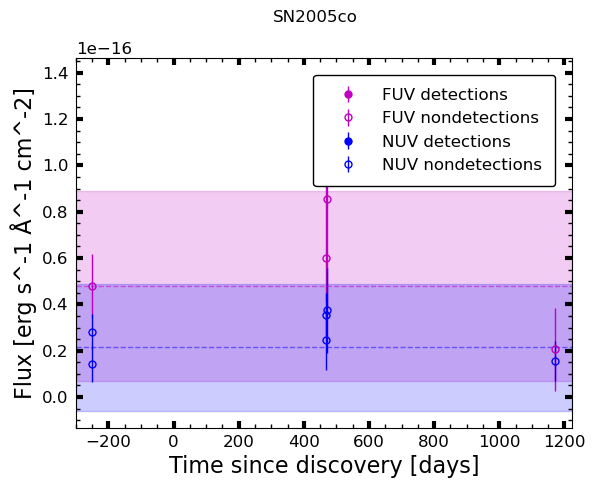 SN2005co
1e−16
1.4
1.2
1.0
0.8
0.6
0.4
0.2
0.0
Flux [erg s^-1 Å^-1 cm^-2]
FUV detections
FUV nondetections
NUV detections
NUV nondetections
−200 0 200 400 600 800 1000 1200
Time since discovery [days]